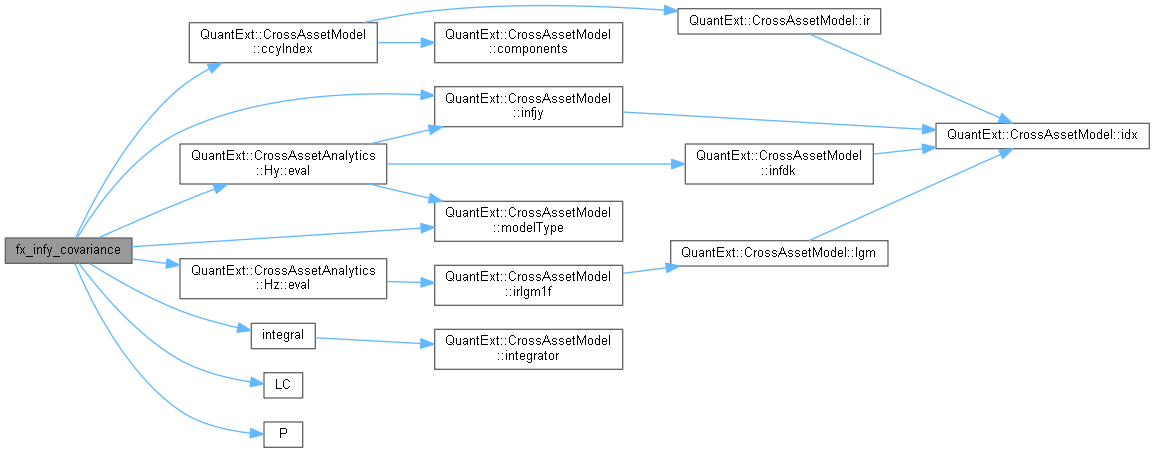 fx_infy_covariance
QuantExt::CrossAssetModel
::ccyIndex
QuantExt::CrossAssetModel
::components
QuantExt::CrossAssetModel::ir
QuantExt::CrossAssetModel::idx
QuantExt::CrossAssetModel
::infjy
QuantExt::CrossAssetAnalytics
::Hy::eval
QuantExt::CrossAssetModel
::infdk
QuantExt::CrossAssetModel
::modelType
QuantExt::CrossAssetAnalytics
::Hz::eval
QuantExt::CrossAssetModel
::irlgm1f
QuantExt::CrossAssetModel::lgm
integral
QuantExt::CrossAssetModel
::integrator
LC
P